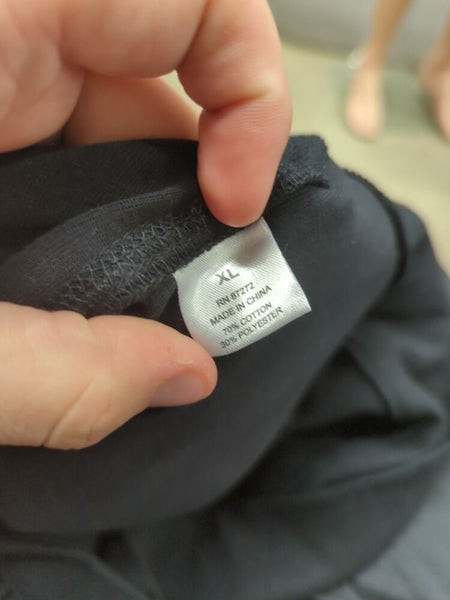 XL
RN 87272
MADE IN CHINA
70% COTTON
30% POLYESTER